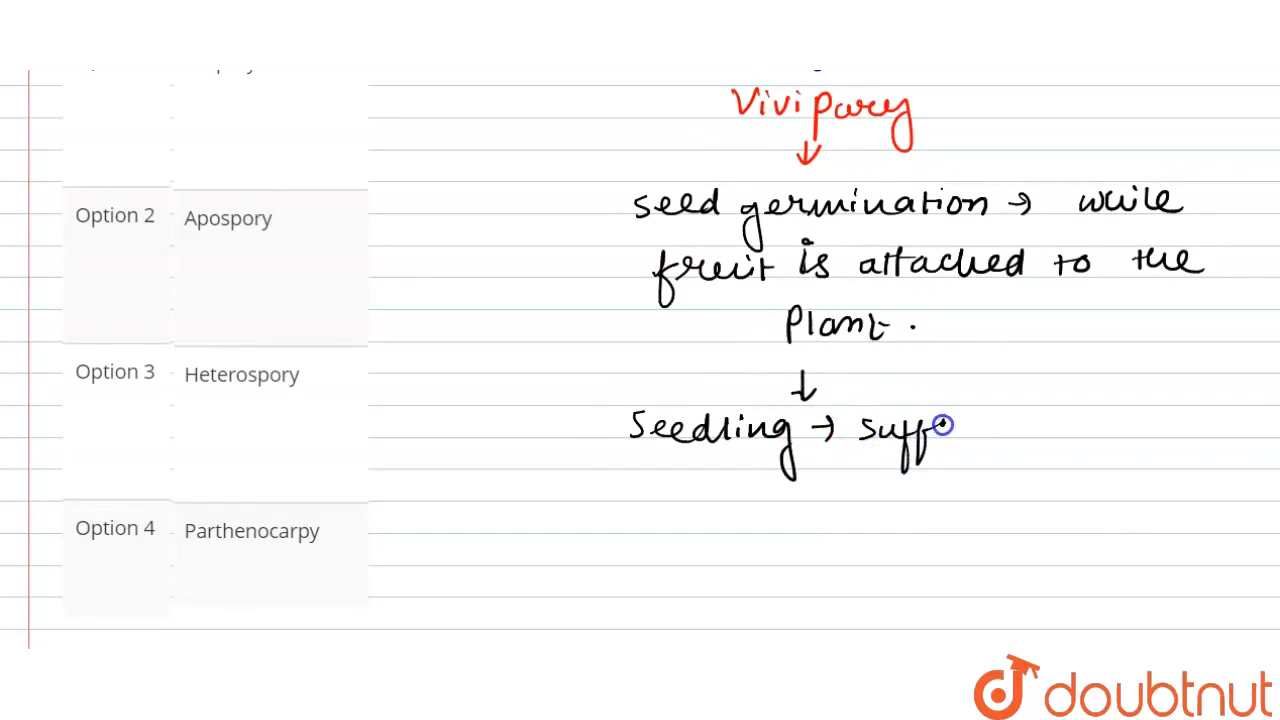 Vivipary
↓
Option 2 Apospory
seed germination → while
fruit is attached to the
Plant.
Option 3 Heterospory
↓
Seedling → suff
Option 4 Parthenocarpy
doubtnut